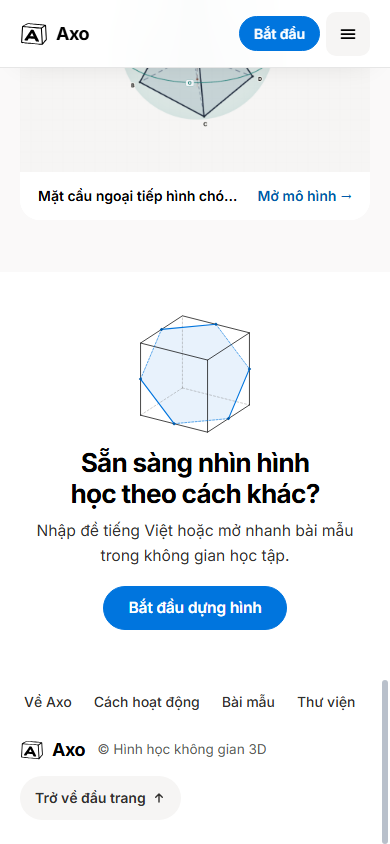 Axo
Bắt đầu
B
D
O
C
Mặt cầu ngoại tiếp hình chó...
Mở mô hình →
Sẵn sàng nhìn hình
học theo cách khác?
Nhập đề tiếng Việt hoặc mở nhanh bài mẫu
trong không gian học tập.
Bắt đầu dựng hình
Về Axo
Cách hoạt động
Bài mẫu
Thư viện
Axo
© Hình học không gian 3D
Trở về đầu trang ↑